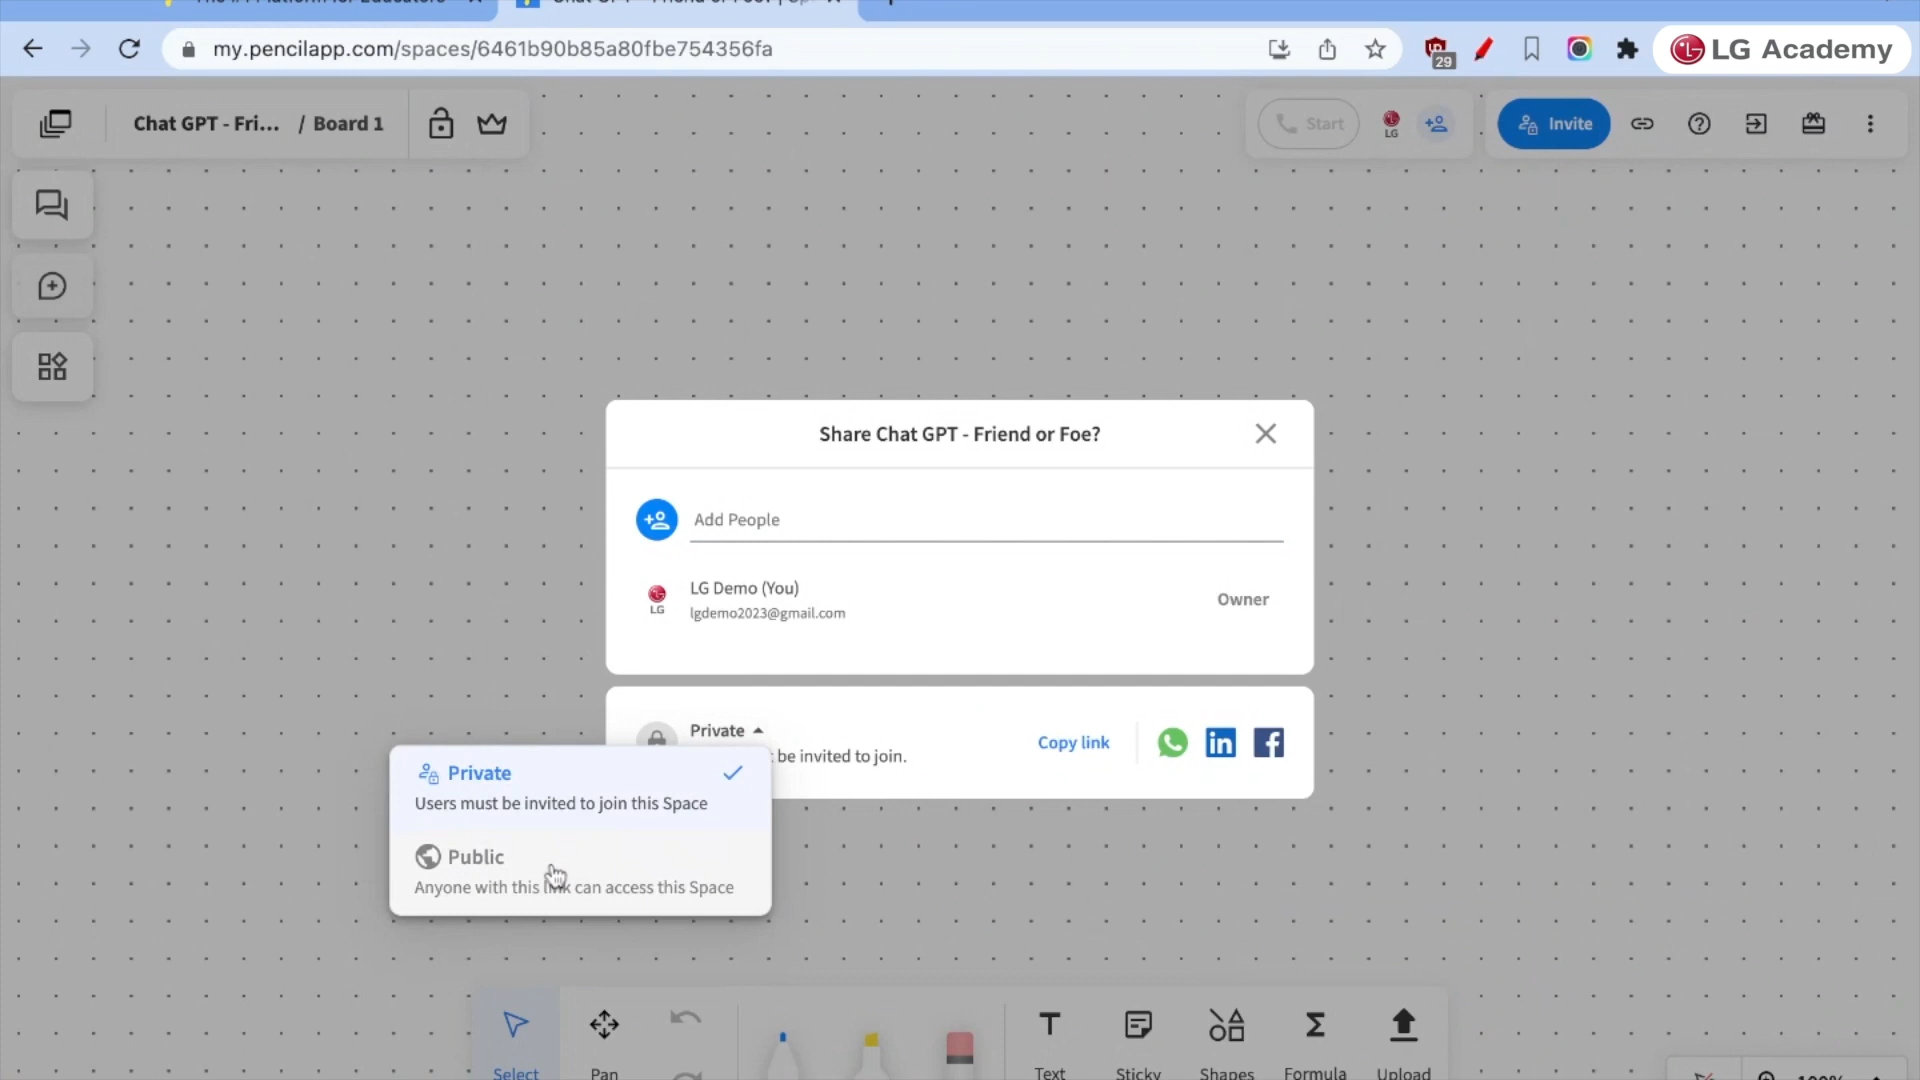 my.pencilapp.com/spaces/6461b90b85a80fbe754356fa
29
LG Academy
Chat GPT - Fri... / Board 1
Start
LG
Invite
Share Chat GPT - Friend or Foe?
Add People
LG Demo (You)
LG
lgdemo2023@gmail.com
Owner
Private
be invited to join.
Copy link
Private
Users must be invited to join this Space
Public
Anyone with this link can access this Space
Select
Pan
Text
Sticky
Shapes
Formula
Upload